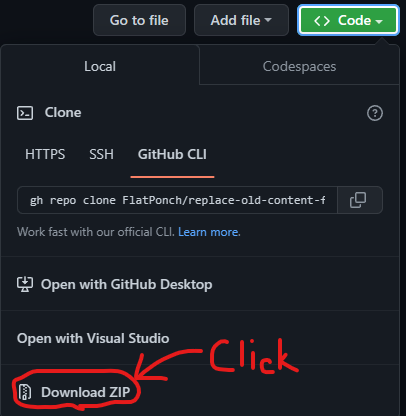 Go to file Add file Code
Local Codespaces
Clone
HTTPS SSH GitHub CLI
gh repo clone FlatPonch/replace-old-content-f
Work fast with our official CLI. Learn more.
Open with GitHub Desktop
Open with Visual Studio
Click
Download ZIP